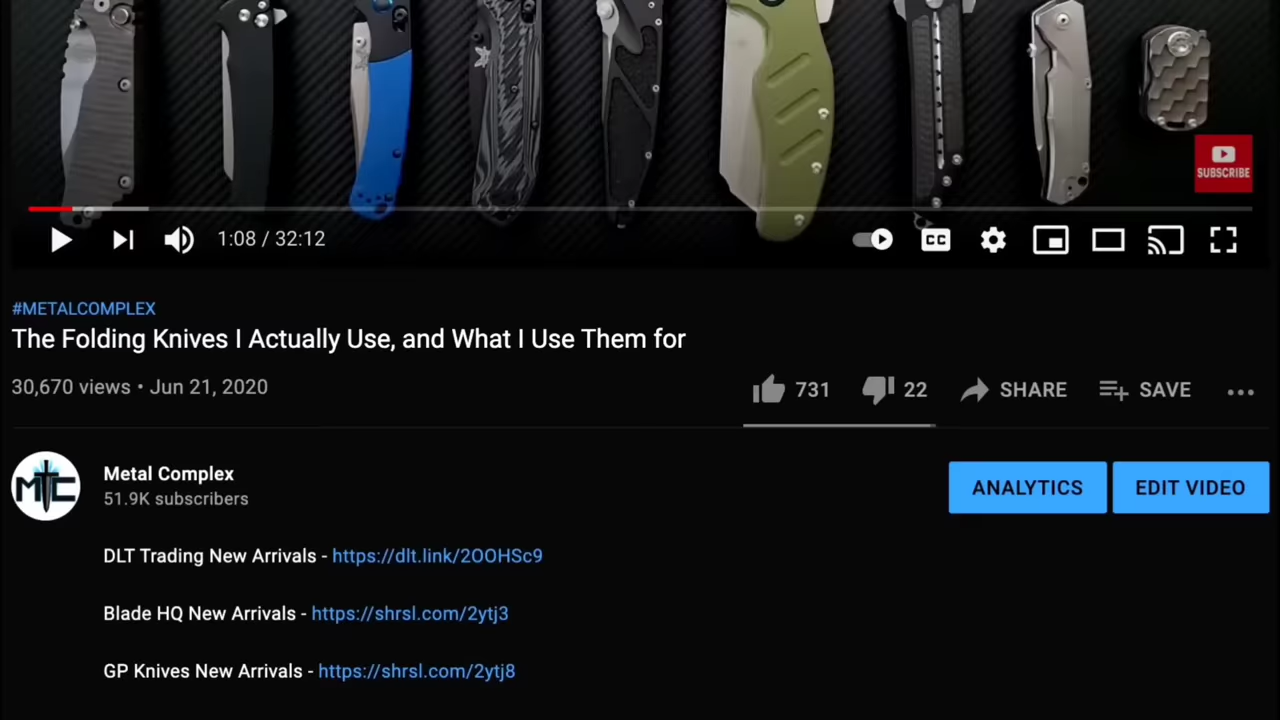 SUBSCRIBE
1:08 / 32:12
CC
#METALCOMPLEX
The Folding Knives I Actually Use, and What I Use Them for
30,670 views • Jun 21, 2020
731 22 SHARE SAVE
MTC
Metal Complex
51.9K subscribers
ANALYTICS EDIT VIDEO
DLT Trading New Arrivals - https://dlt.link/2OOHSc9
Blade HQ New Arrivals - https://shrsl.com/2ytj3
GP Knives New Arrivals - https://shrsl.com/2ytj8